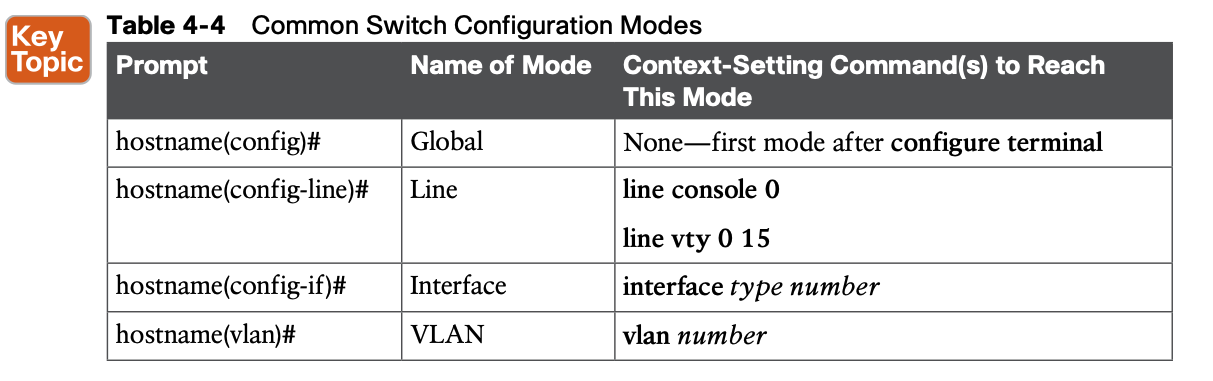 Key
Topic
Table 4-4 Common Switch Configuration Modes
Prompt
Name of Mode
Context-Setting Command(s) to Reach
This Mode
hostname(config)#
Global
None—first mode after configure terminal
hostname(config-line)#
Line
line console 0
line vty 0 15
hostname(config-if)#
Interface
interface type number
hostname(vlan)#
VLAN
vlan number